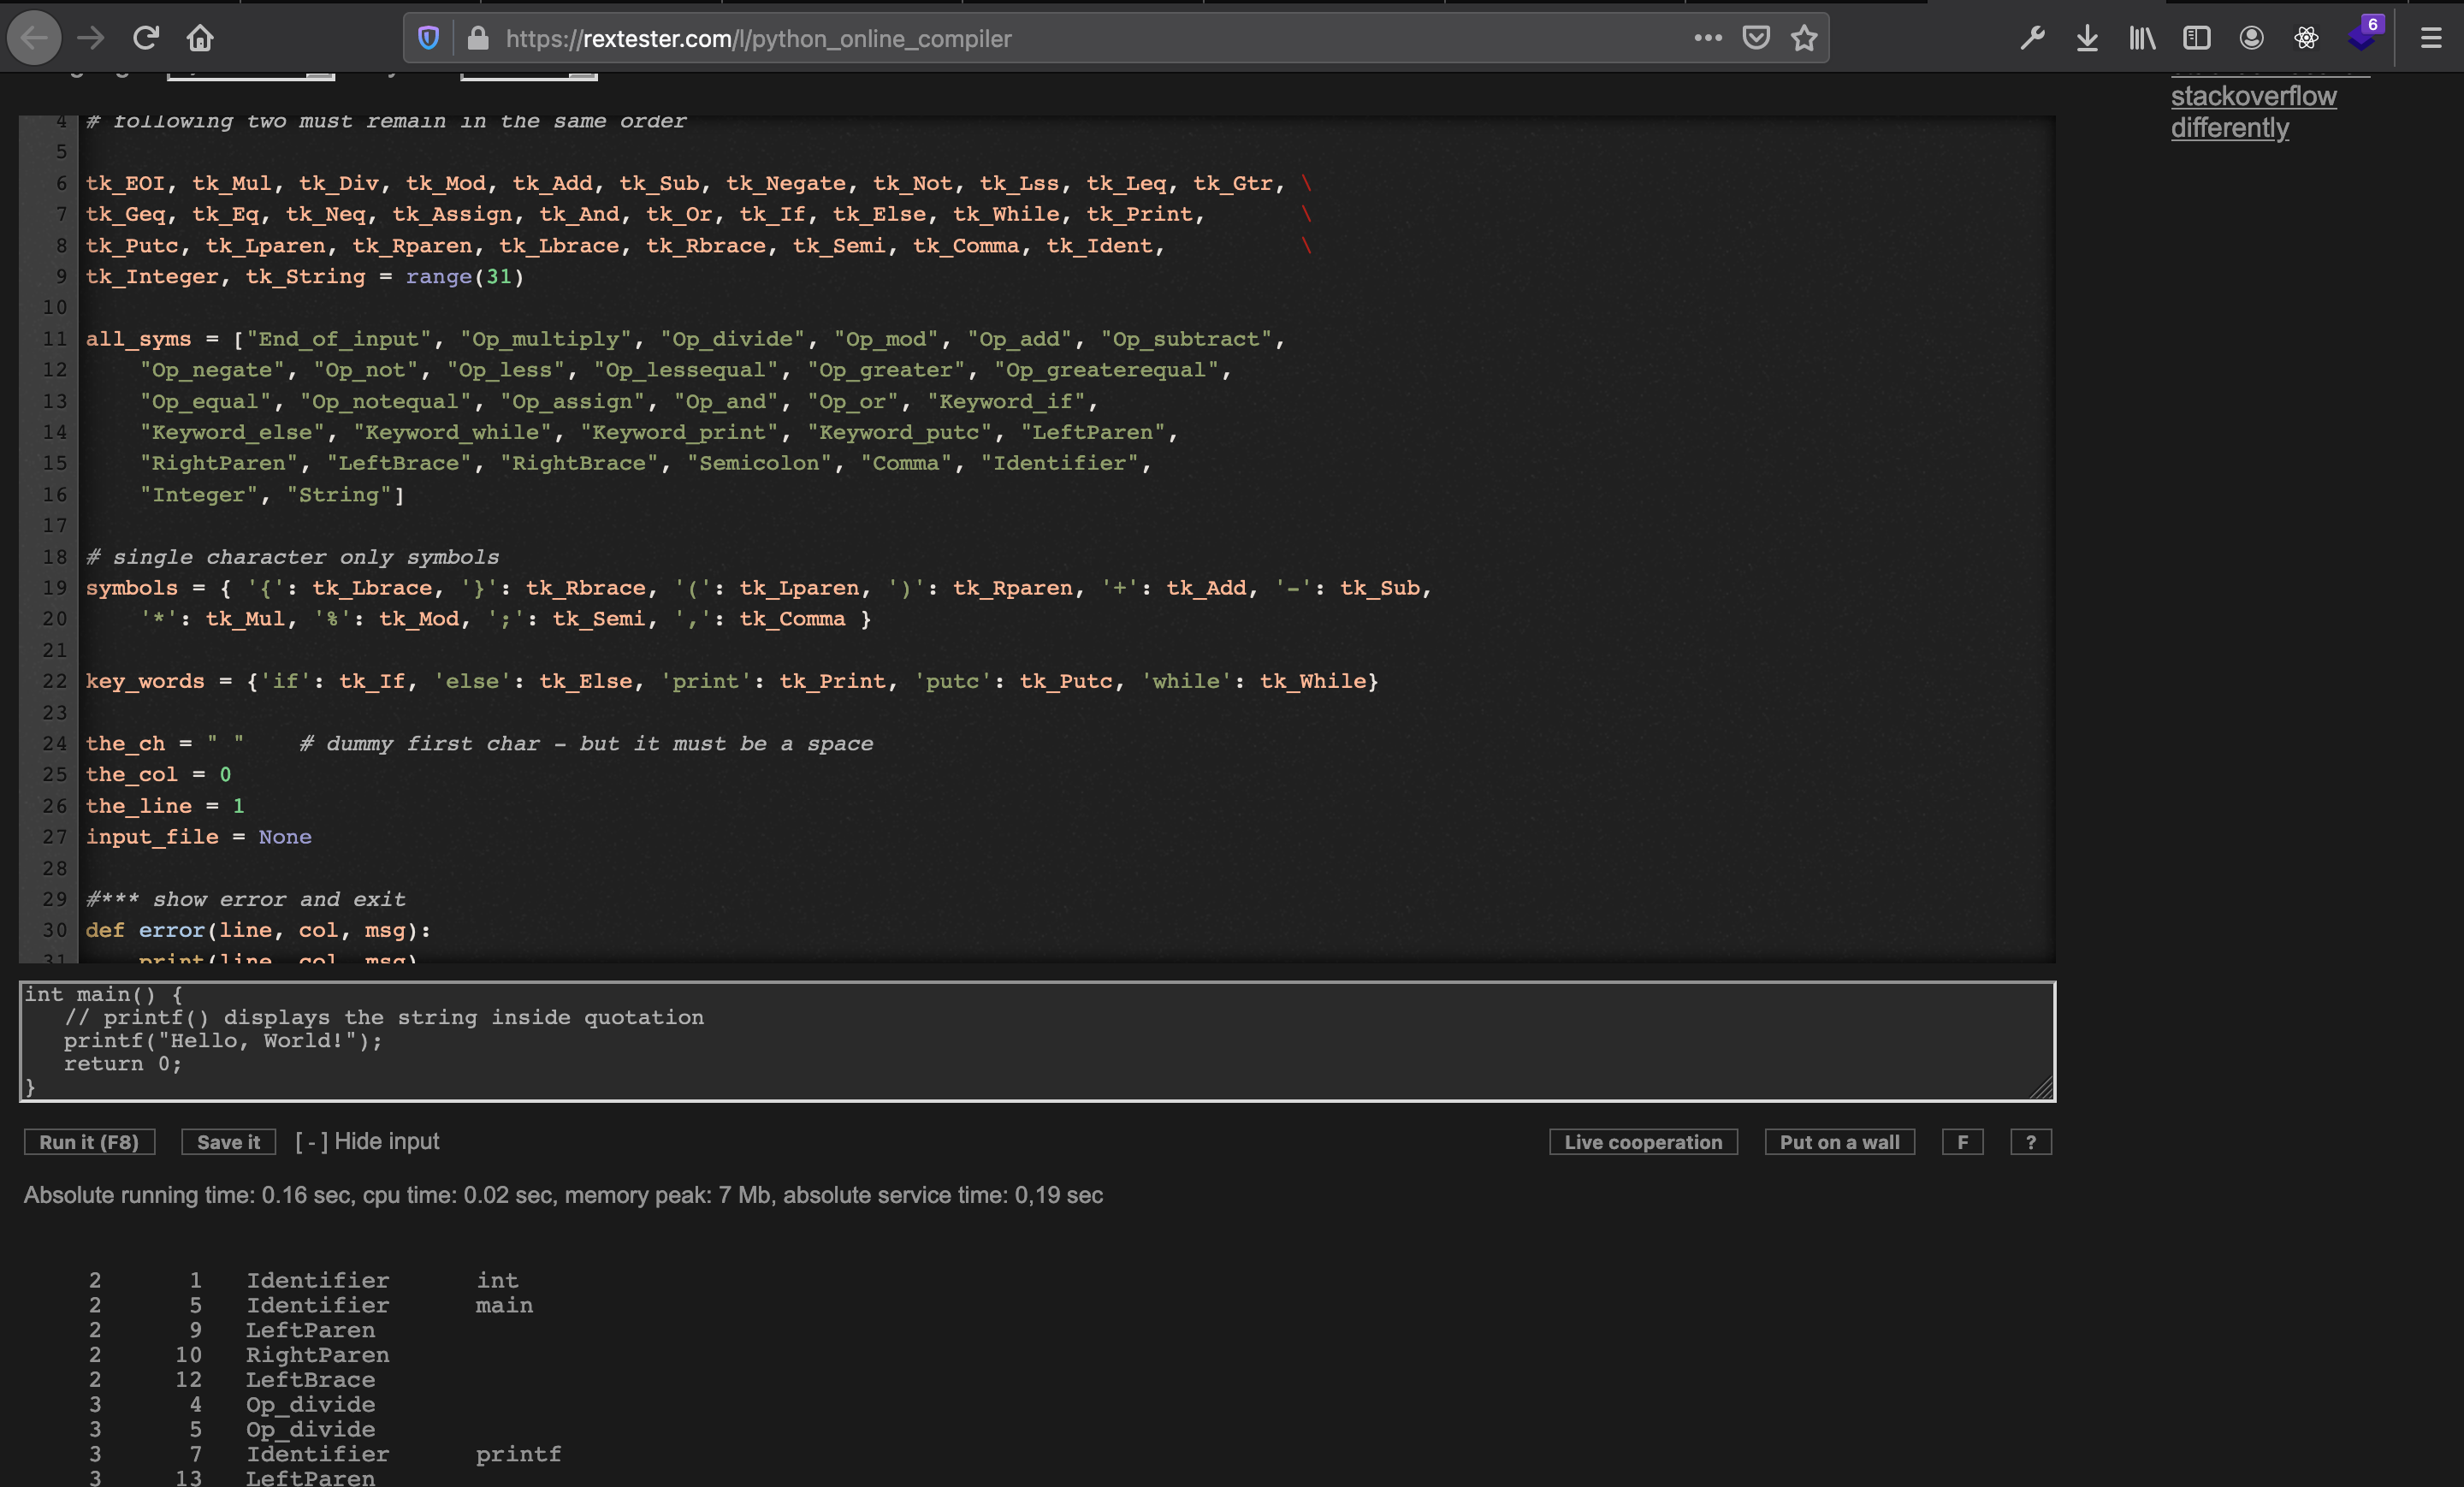 https://rextester.com/l/python_online_compiler
6
stackoverflow
differently
4 # following two must remain in the same order
5
6 tk_EOI, tk_Mul, tk_Div, tk_Mod, tk_Add, tk_Sub, tk_Negate, tk_Not, tk_Lss, tk_Leq, tk_Gtr, \
7 tk_Geq, tk_Eq, tk_Neq, tk_Assign, tk_And, tk_Or, tk_If, tk_Else, tk_While, tk_Print, \
8 tk_Putc, tk_Lparen, tk_Rparen, tk_Lbrace, tk_Rbrace, tk_Semi, tk_Comma, tk_Ident, \
9 tk_Integer, tk_String = range(31)
10
11 all_syms = ["End_of_input", "Op_multiply", "Op_divide", "Op_mod", "Op_add", "Op_subtract",
12 "Op_negate", "Op_not", "Op_less", "Op_lessequal", "Op_greater", "Op_greaterequal",
13 "Op_equal", "Op_notequal", "Op_assign", "Op_and", "Op_or", "Keyword_if",
14 "Keyword_else", "Keyword_while", "Keyword_print", "Keyword_putc", "LeftParen",
15 "RightParen", "LeftBrace", "RightBrace", "Semicolon", "Comma", "Identifier",
16 "Integer", "String"]
17
18 # single character only symbols
19 symbols = { '{': tk_Lbrace, '}': tk_Rbrace, '(': tk_Lparen, ')': tk_Rparen, '+': tk_Add, '-': tk_Sub,
20 '*': tk_Mul, '%': tk_Mod, ';': tk_Semi, ',': tk_Comma }
21
22 key_words = {'if': tk_If, 'else': tk_Else, 'print': tk_Print, 'putc': tk_Putc, 'while': tk_While}
23
24 the_ch = " " # dummy first char - but it must be a space
25 the_col = 0
26 the_line = 1
27 input_file = None
28
29 #*** show error and exit
30 def error(line, col, msg):
31 print(line, col, msg)
int main() {
// printf() displays the string inside quotation
printf("Hello, World!");
return 0;
}
Run it (F8) Save it [ - ] Hide input Live cooperation Put on a wall F ?
Absolute running time: 0.16 sec, cpu time: 0.02 sec, memory peak: 7 Mb, absolute service time: 0,19 sec
2 1 Identifier int
2 5 Identifier main
2 9 LeftParen
2 10 RightParen
2 12 LeftBrace
3 4 Op_divide
3 5 Op_divide
3 7 Identifier printf
3 13 LeftParen